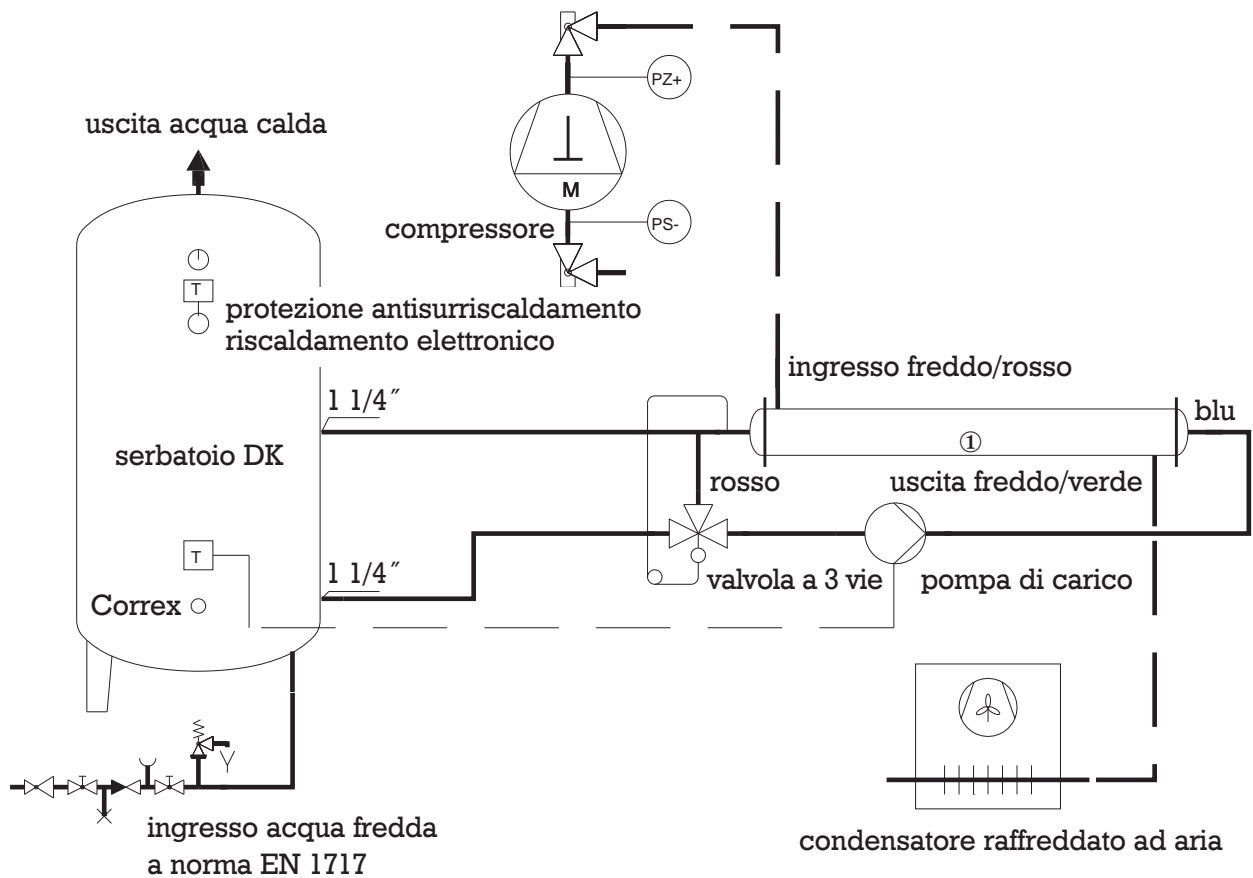 PZ+
uscita acqua calda
M
compressore
PS-
T
protezione antisurriscaldamento
riscaldamento elettronico
ingresso freddo/rosso
1 1/4″
blu
serbatoio DK
①
rosso
uscita freddo/verde
T
1 1/4″
valvola a 3 vie
pompa di carico
Correx
ingresso acqua fredda
a norma EN 1717
condensatore raffreddato ad aria